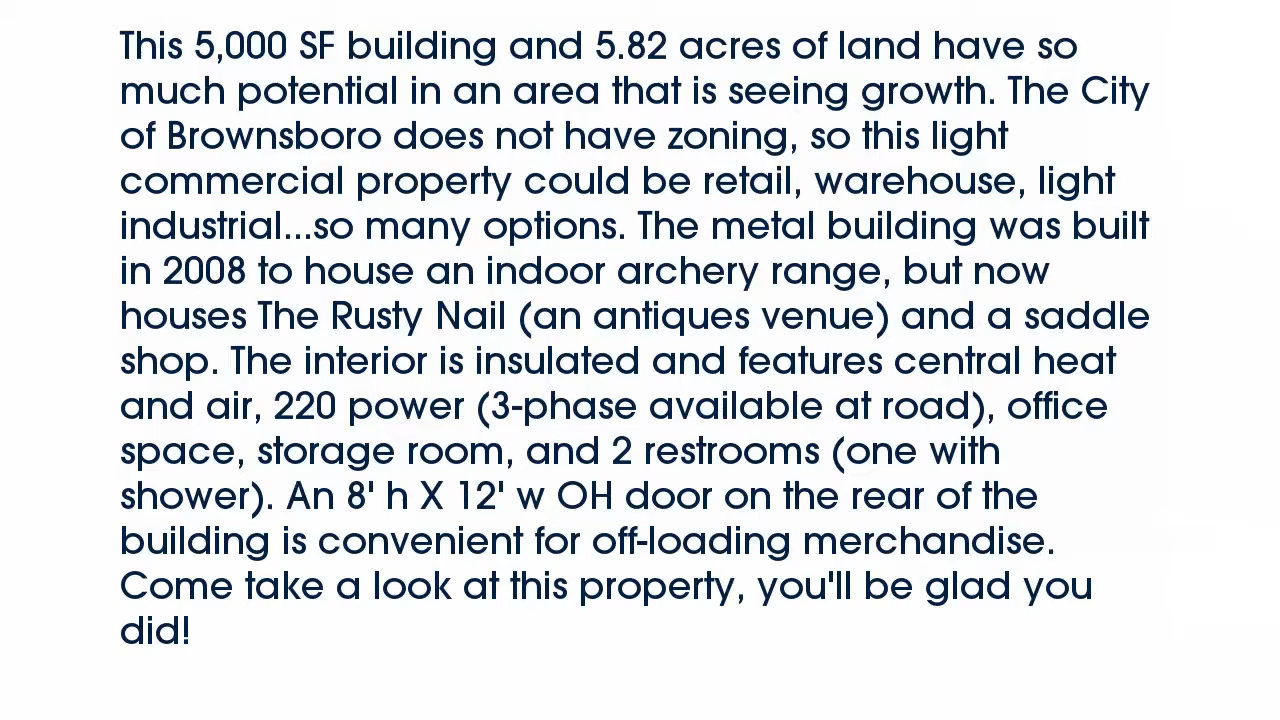 This 5,000 SF building and 5.82 acres of land have so
much potential in an area that is seeing growth. The City
of Brownsboro does not have zoning, so this light
commercial property could be retail, warehouse, light
industrial...so many options. The metal building was built
in 2008 to house an indoor archery range, but now
houses The Rusty Nail (an antiques venue) and a saddle
shop. The interior is insulated and features central heat
and air, 220 power (3-phase available at road), office
space, storage room, and 2 restrooms (one with
shower). An 8' h X 12' w OH door on the rear of the
building is convenient for off-loading merchandise.
Come take a look at this property, you'll be glad you
did!